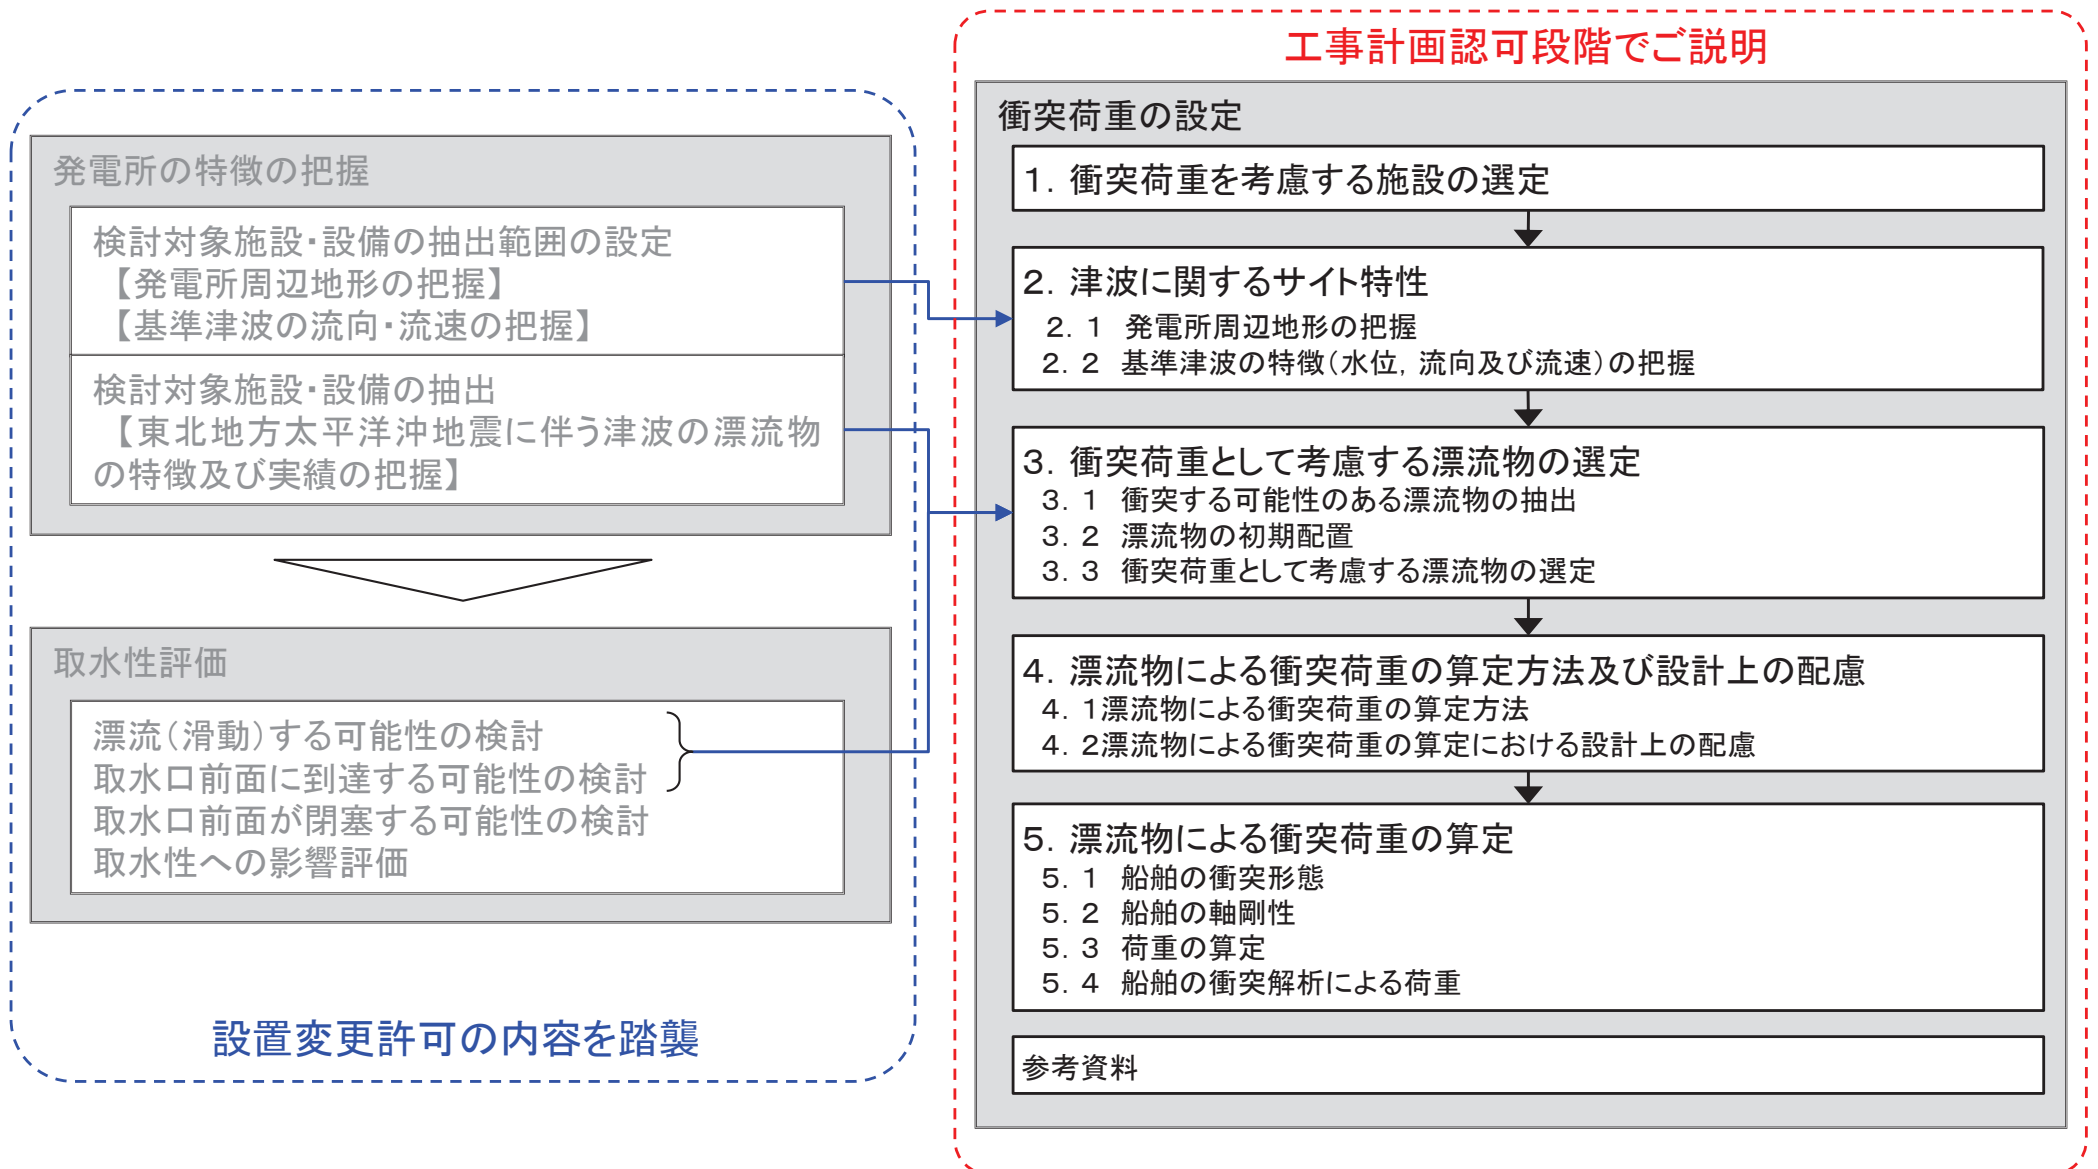 発電所の特徴の把握
検討対象施設・設備の抽出範囲の設定
【発電所周辺地形の把握】
【基準津波の流向・流速の把握】
検討対象施設・設備の抽出
【東北地方太平洋沖地震に伴う津波の漂流物
の特徴及び実績の把握】
取水性評価
漂流（滑動）する可能性の検討
取水口前面に到達する可能性の検討
取水口前面が閉塞する可能性の検討
取水性への影響評価
設置変更許可の内容を踏襲
工事計画認可段階でご説明
衝突荷重の設定
１．衝突荷重を考慮する施設の選定
２．津波に関するサイト特性
２．１　発電所周辺地形の把握
２．２　基準津波の特徴（水位，流向及び流速）の把握
３．衝突荷重として考慮する漂流物の選定
３．１　衝突する可能性のある漂流物の抽出
３．２　漂流物の初期配置
３．３　衝突荷重として考慮する漂流物の選定
４．漂流物による衝突荷重の算定方法及び設計上の配慮
４．１漂流物による衝突荷重の算定方法
４．２漂流物による衝突荷重の算定における設計上の配慮
５．漂流物による衝突荷重の算定
５．１　船舶の衝突形態
５．２　船舶の軸剛性
５．３　荷重の算定
５．４　船舶の衝突解析による荷重
参考資料